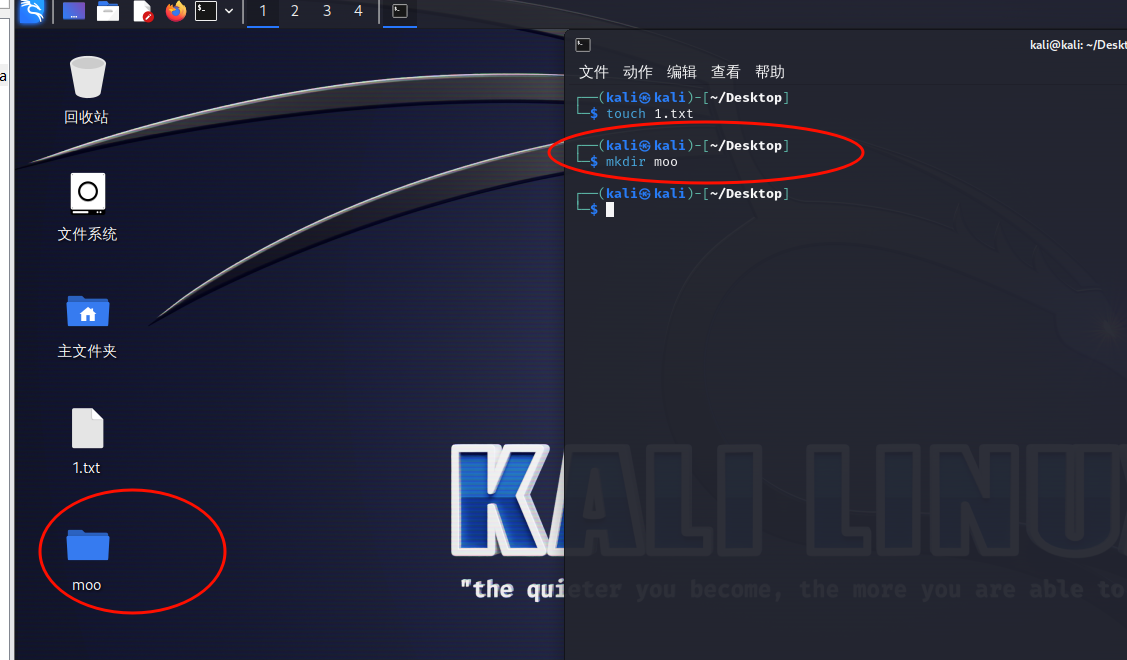 a
1 2 3 4
kali@kali: ~/Deskt
文件 动作 编辑 查看 帮助
┌──(kali㉿kali)-[~/Desktop]
└─$ touch 1.txt
┌──(kali㉿kali)-[~/Desktop]
└─$ mkdir moo
┌──(kali㉿kali)-[~/Desktop]
└─$
回收站
文件系统
主文件夹
1.txt
moo
KALI LINU
"the quieter you become, the more you are able to